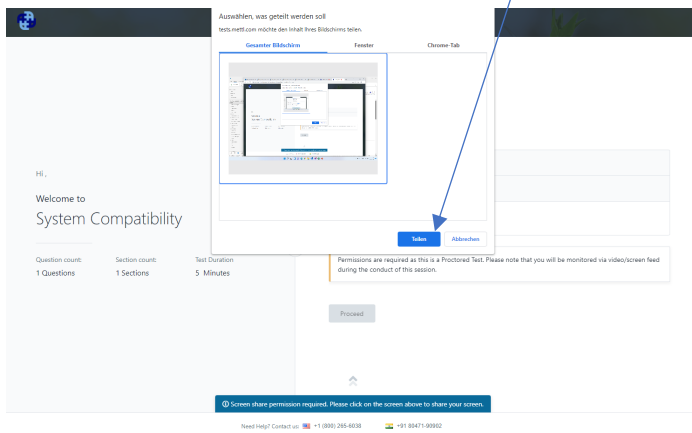 Auswählen, was geteilt werden soll
tests.mettl.com möchte den Inhalt Ihres Bildschirms teilen.
Gesamter Bildschirm Fenster Chrome-Tab
Teilen Abbrechen
Hi ,
Welcome to
System Compatibility
Question count: Section count: Test Duration
1 Questions 1 Sections 5 Minutes
Permissions are required as this is a Proctored Test. Please note that you will be monitored via video/screen feed
during the conduct of this session.
Proceed
Screen share permission required. Please click on the screen above to share your screen.
Need Help? Contact us: +1 (800) 265-6038 +91 80471-90902